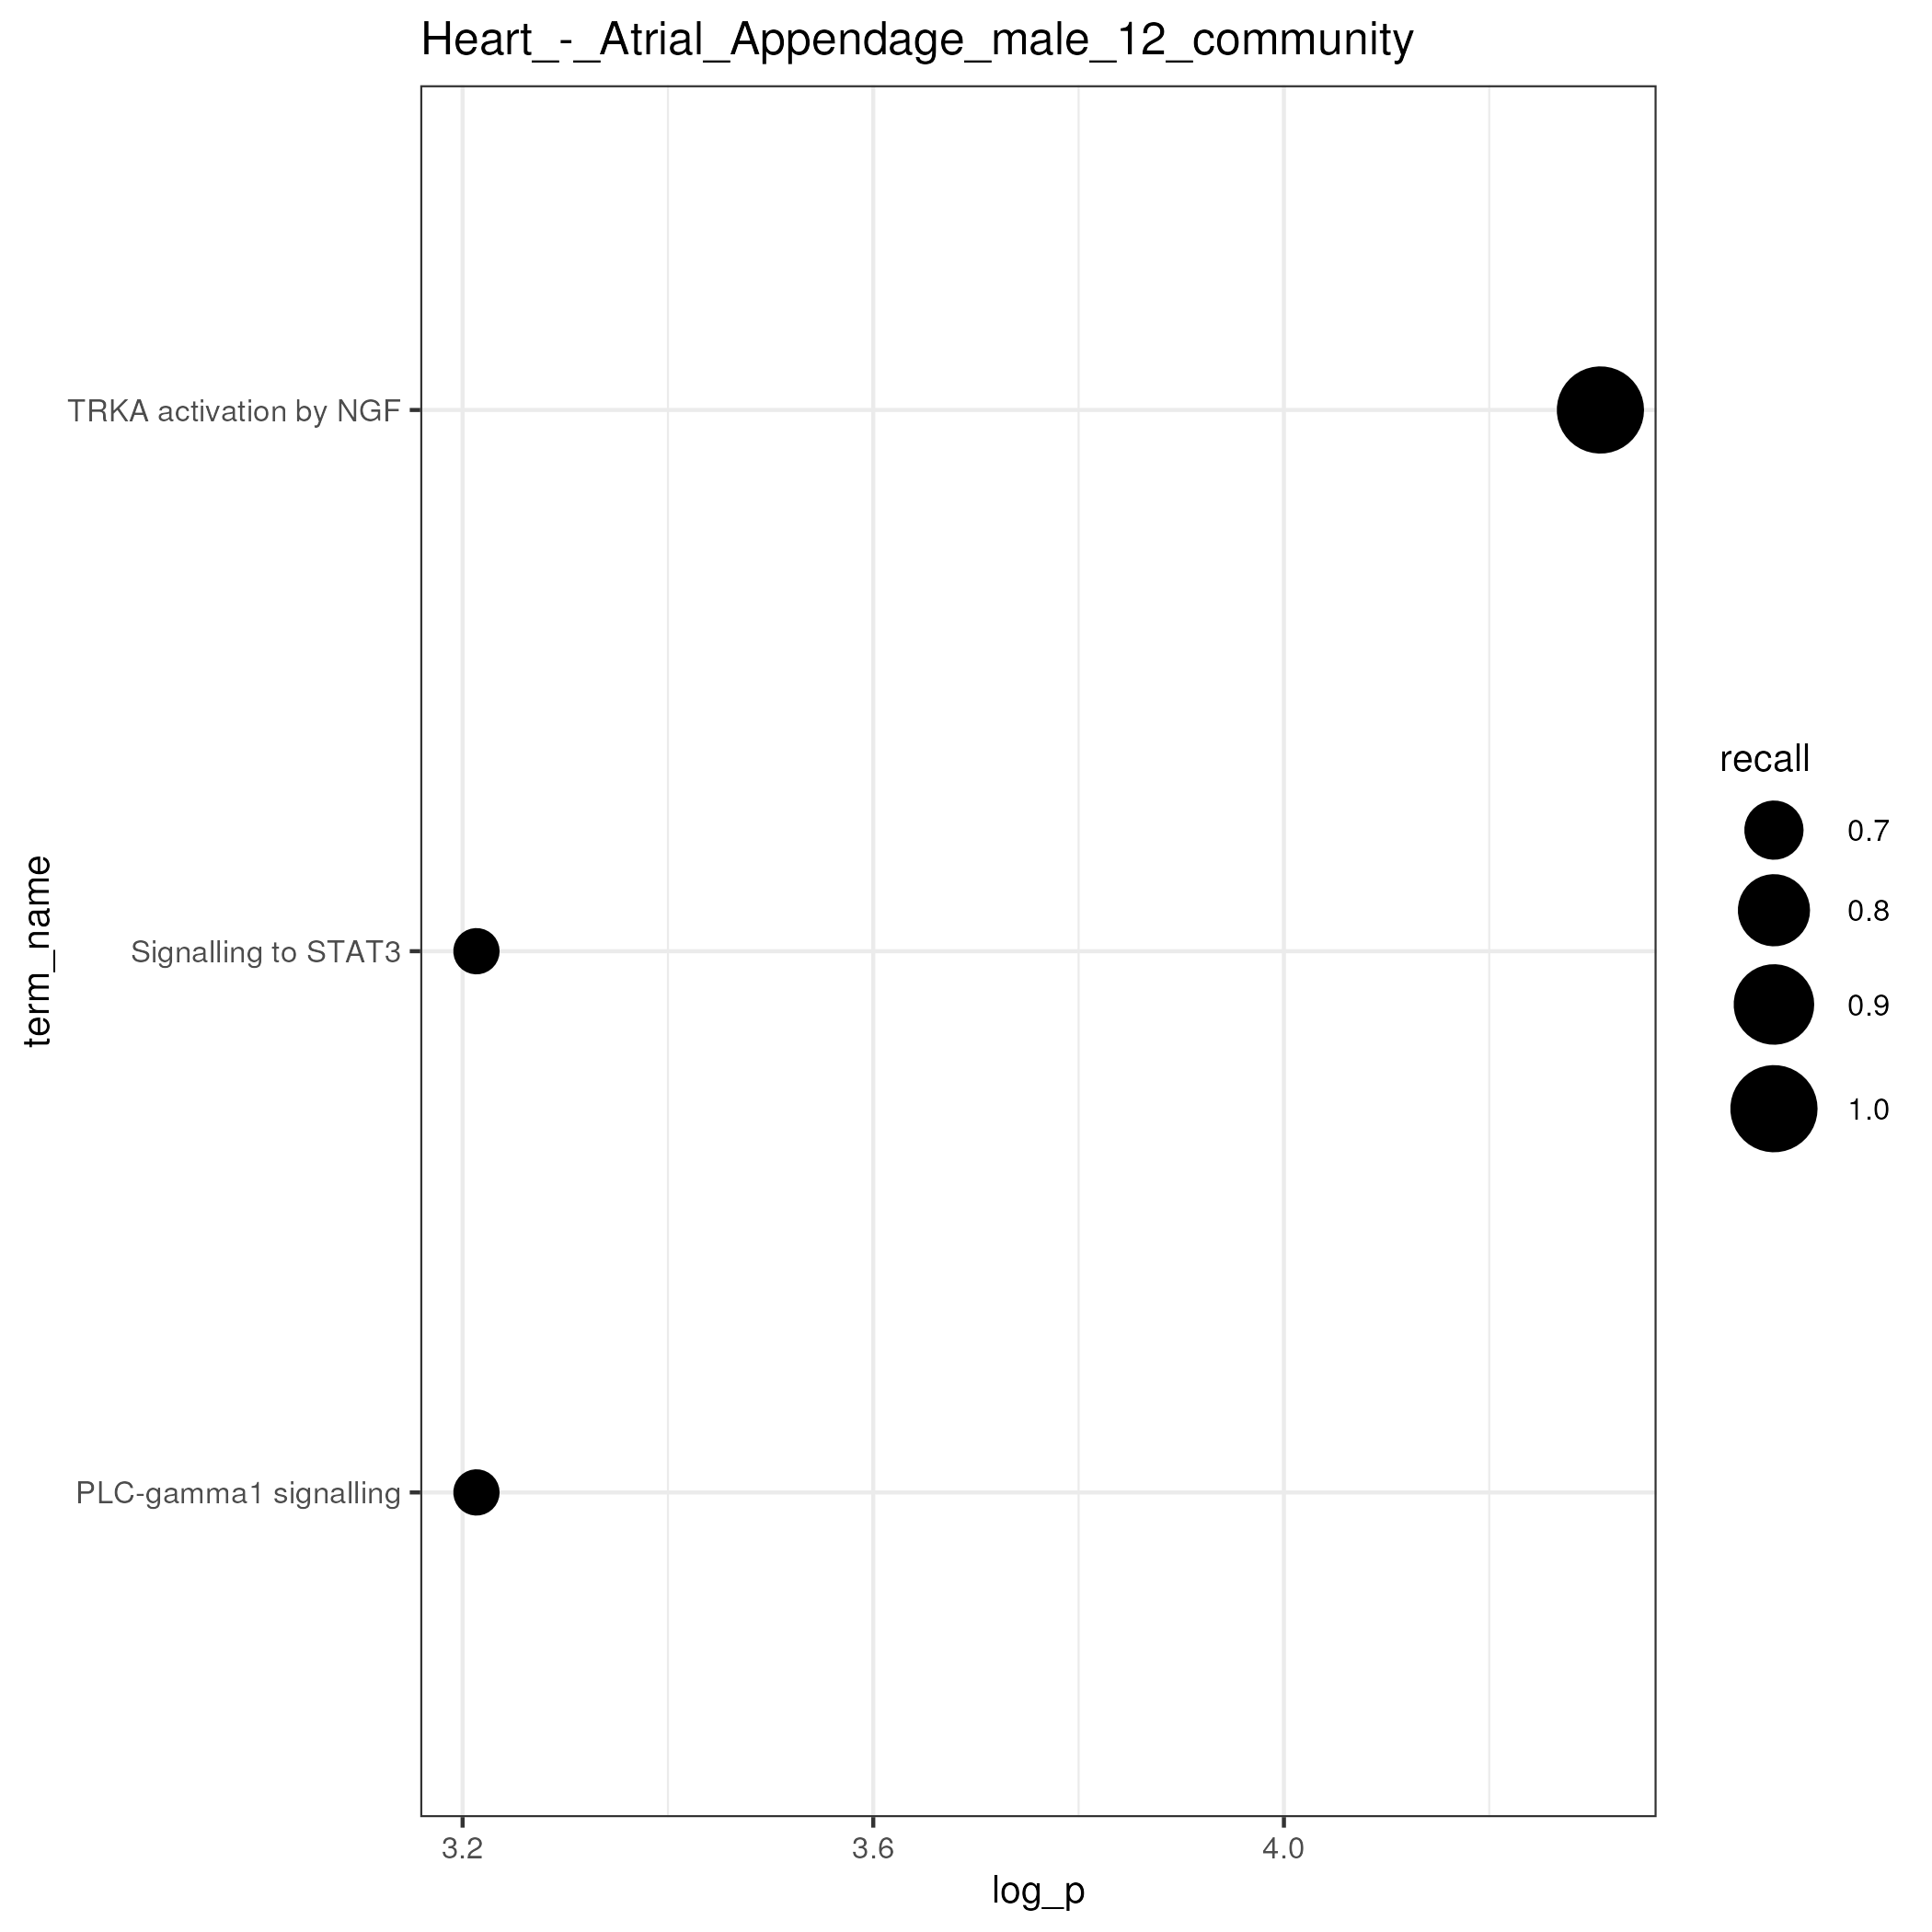 Heart_-_Atrial_Appendage_male_12_community
TRKA activation by NGF
Signalling to STAT3
PLC-gamma1 signalling
term_name
3.2
3.6
4.0
log_p
recall
0.7
0.8
0.9
1.0